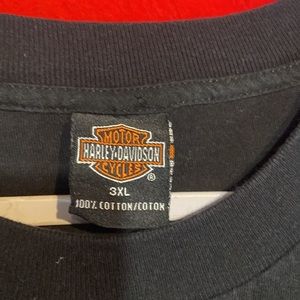 MOTOR
HARLEY-DAVIDSON
CYCLES
®
3XL
100% COTTON/COTON